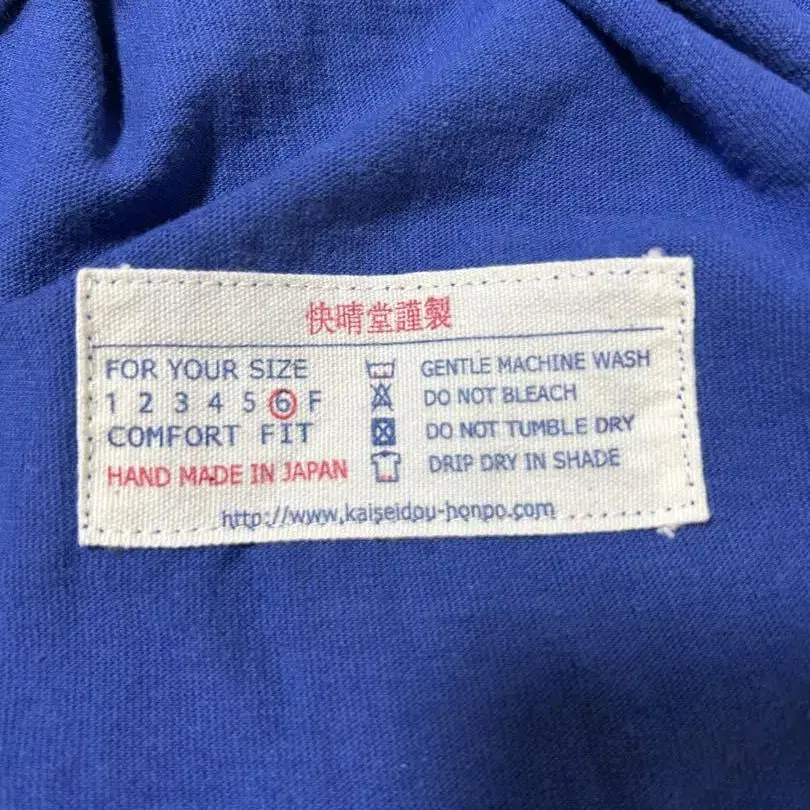 快晴堂謹製
FOR YOUR SIZE
1 2 3 4 5 6 F
COMFORT FIT
HAND MADE IN JAPAN
GENTLE MACHINE WASH
DO NOT BLEACH
DO NOT TUMBLE DRY
DRIP DRY IN SHADE
http://www.kaiseidou-honpo.com